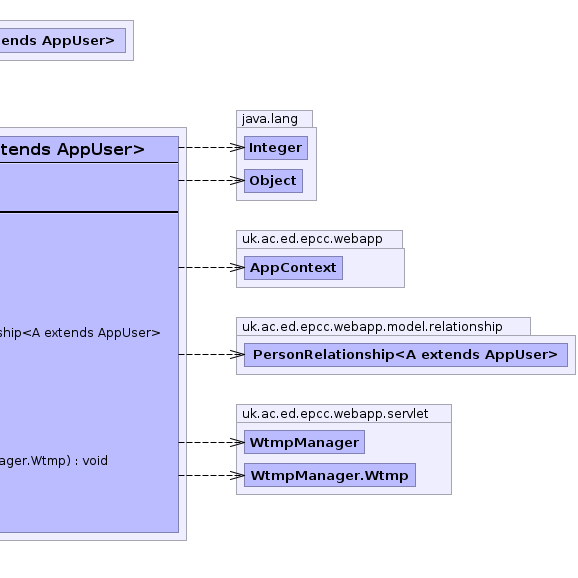 ends AppUser>
java.lang
tends AppUser>
Integer
Object
uk.ac.ed.epcc.webapp
AppContext
uk.ac.ed.epcc.webapp.model.relationship
ship<A extends AppUser>
PersonRelationship<A extends AppUser>
uk.ac.ed.epcc.webapp.servlet
WtmpManager
ager.Wtmp) : void
WtmpManager.Wtmp